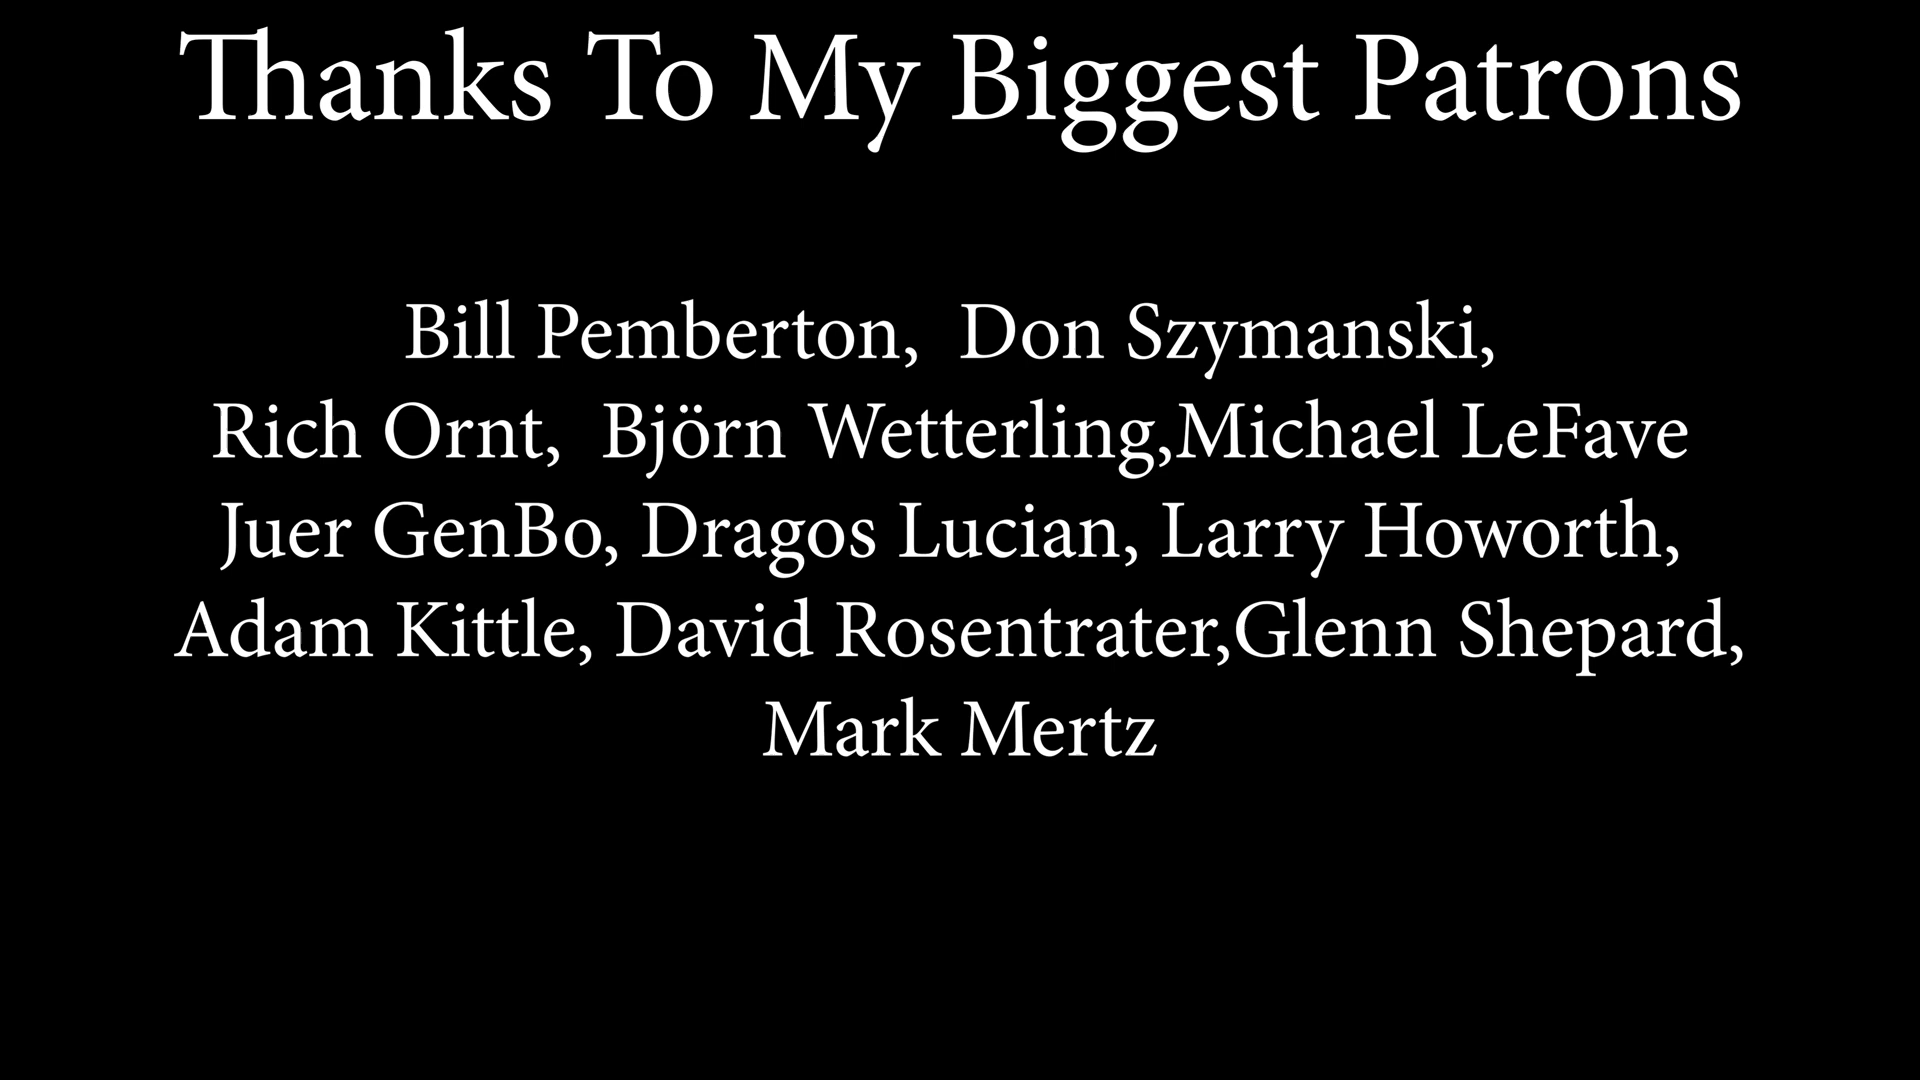 Thanks To My Biggest Patrons
Bill Pemberton,  Don Szymanski,
Rich Ornt,  Björn Wetterling,Michael LeFave
Juer GenBo, Dragos Lucian, Larry Howorth,
Adam Kittle, David Rosentrater,Glenn Shepard,
Mark Mertz